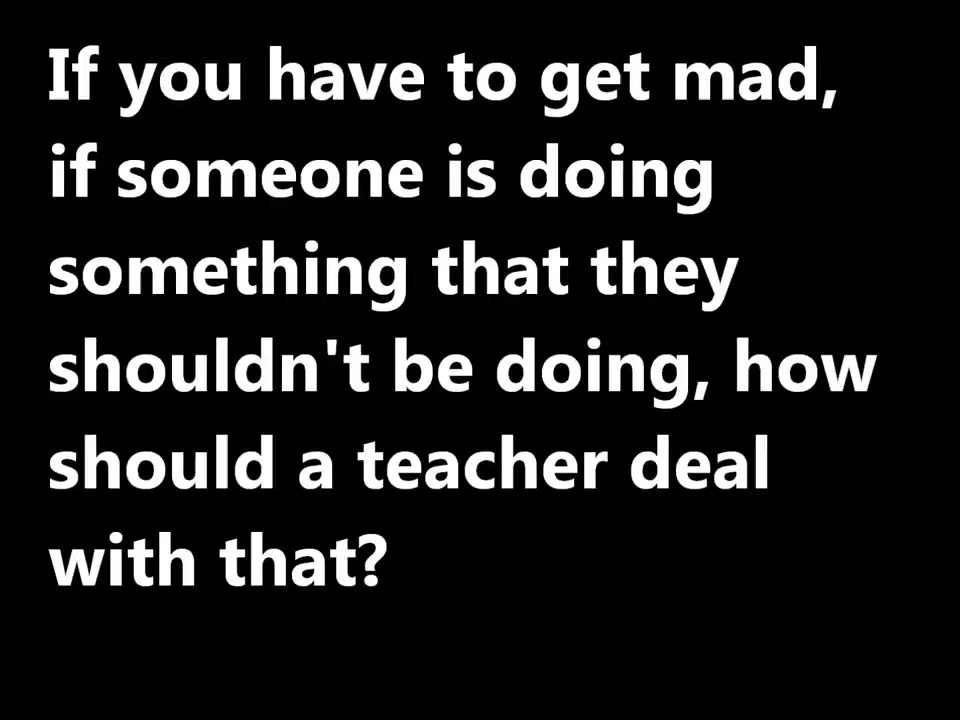 If you have to get mad,
if someone is doing
something that they
shouldn't be doing, how
should a teacher deal
with that?